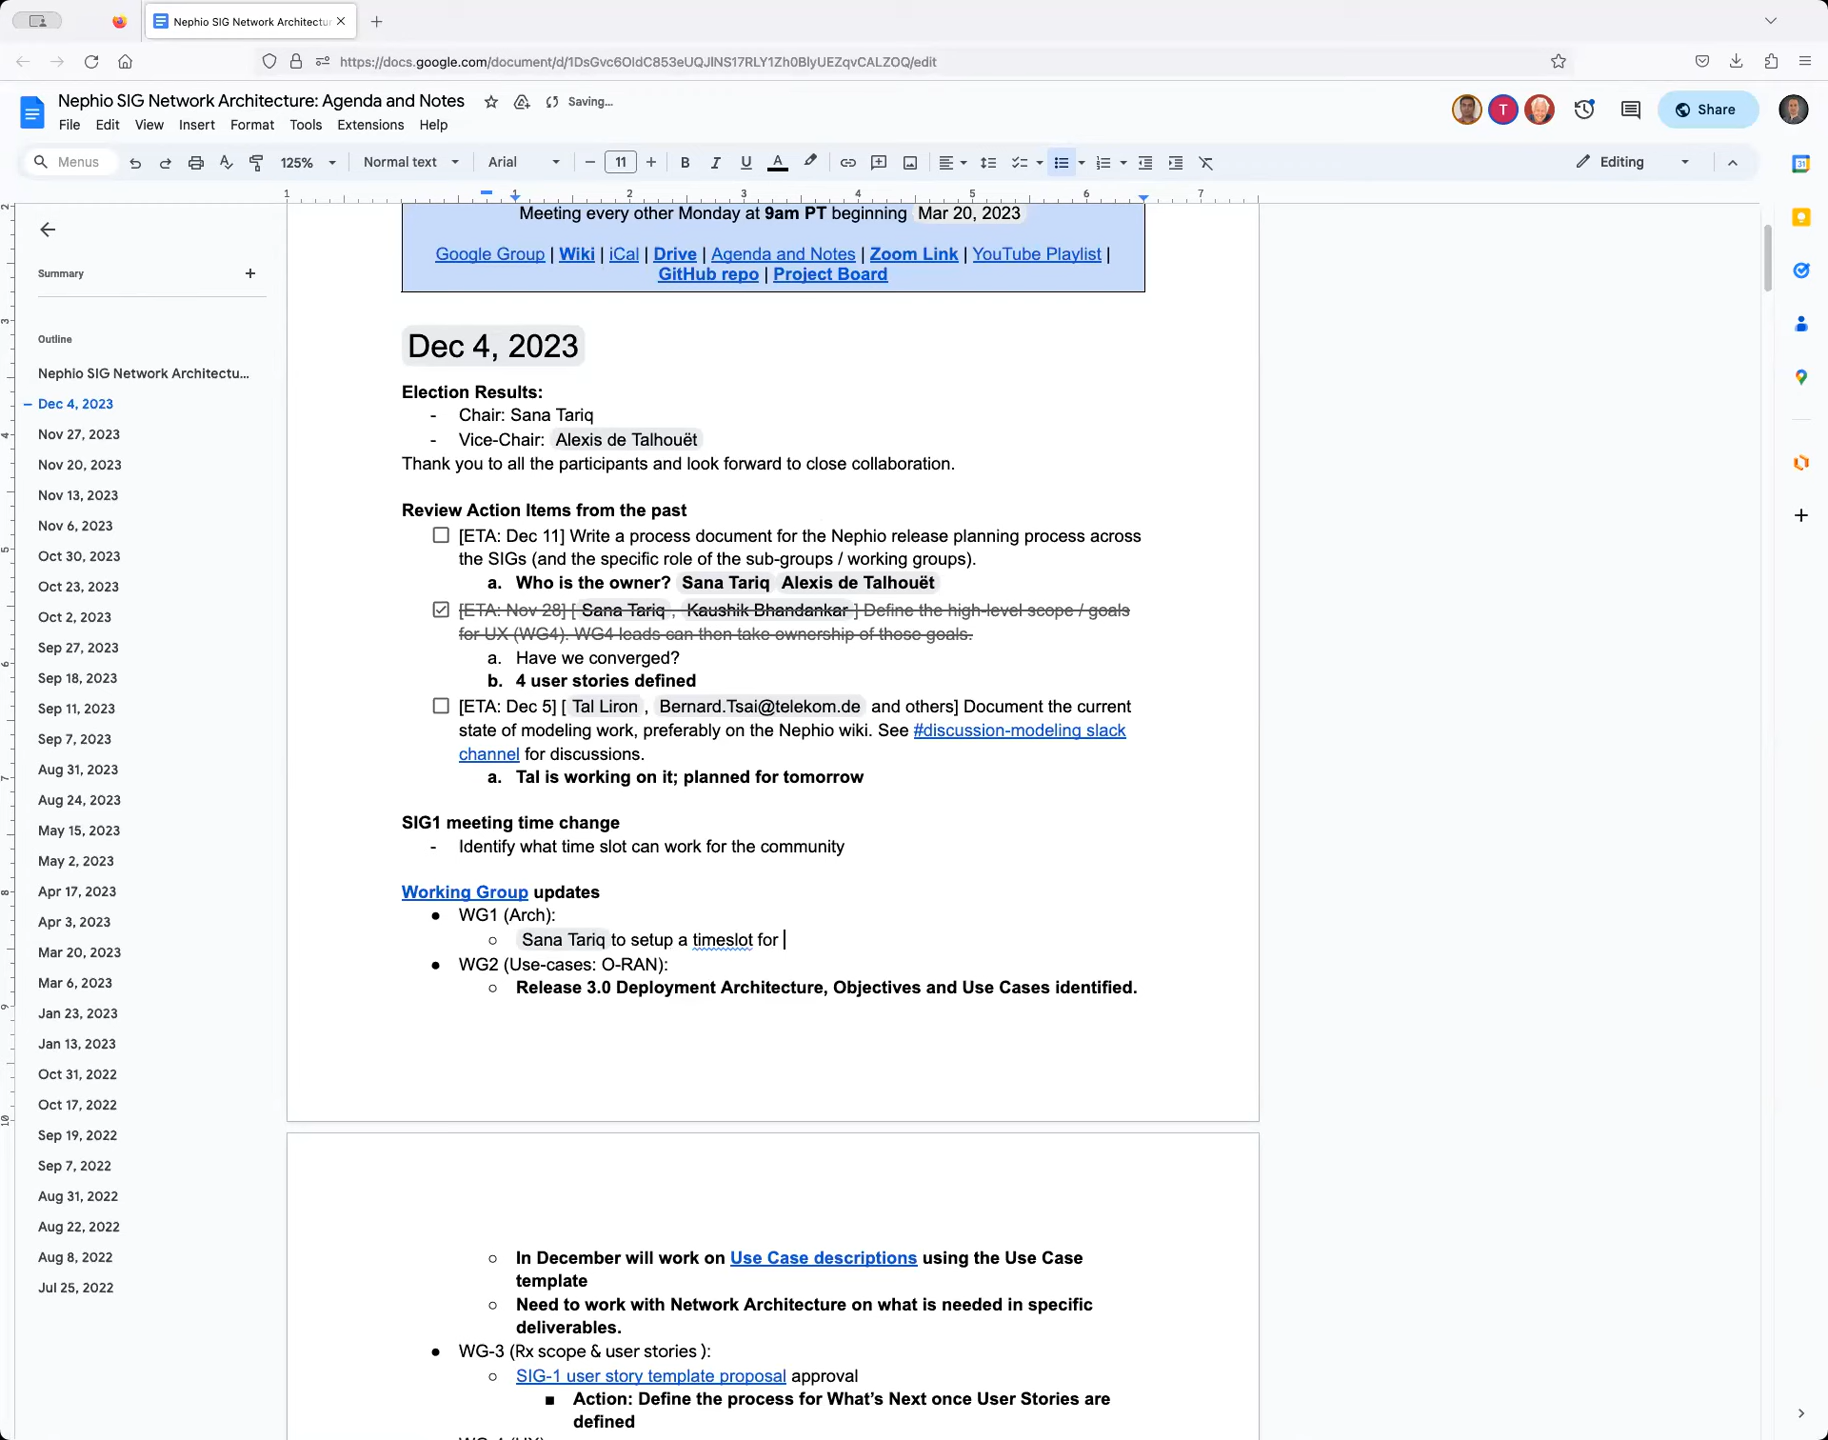 Nephio SIG Network Architectur
https://docs.google.com/document/d/1DsGvc6OldC853eUQJlNS17RLY1Zh0BlyUEZqvCALZOQ/edit
Nephio SIG Network Architecture: Agenda and Notes
Saving...
File Edit View Insert Format Tools Extensions Help
T
Share
Menus 125% Normal text Arial 11 B I U A Editing
1 1 2 3 4 5 6 7
Meeting every other Monday at 9am PT beginning Mar 20, 2023
Google Group | Wiki | iCal | Drive | Agenda and Notes | Zoom Link | YouTube Playlist |
GitHub repo | Project Board
Summary
Outline
Nephio SIG Network Architectu...
Dec 4, 2023
Nov 27, 2023
Nov 20, 2023
Nov 13, 2023
Nov 6, 2023
Oct 30, 2023
Oct 23, 2023
Oct 16, 2023
Oct 2, 2023
Sep 27, 2023
Sep 18, 2023
Sep 11, 2023
Sep 7, 2023
Aug 31, 2023
Aug 24, 2023
May 15, 2023
May 2, 2023
Apr 17, 2023
Apr 3, 2023
Mar 20, 2023
Mar 6, 2023
Jan 23, 2023
Jan 13, 2023
Oct 31, 2022
Oct 17, 2022
Sep 19, 2022
Sep 7, 2022
Aug 31, 2022
Aug 22, 2022
Aug 8, 2022
Jul 25, 2022
Dec 4, 2023
Election Results:
- Chair: Sana Tariq
- Vice-Chair: Alexis de Talhouët
Thank you to all the participants and look forward to close collaboration.
Review Action Items from the past
[ETA: Dec 11] Write a process document for the Nephio release planning process across
the SIGs (and the specific role of the sub-groups / working groups).
a. Who is the owner? Sana Tariq Alexis de Talhouët
[ETA: Nov 28] [ Sana Tariq , Kaushik Bhandankar ] Define the high-level scope / goals
for UX (WG4). WG4 leads can then take ownership of those goals.
a. Have we converged?
b. 4 user stories defined
[ETA: Dec 5] [ Tal Liron , Bernard.Tsai@telekom.de and others] Document the current
state of modeling work, preferably on the Nephio wiki. See #discussion-modeling slack
channel for discussions.
a. Tal is working on it; planned for tomorrow
SIG1 meeting time change
- Identify what time slot can work for the community
Working Group updates
● WG1 (Arch):
○ Sana Tariq to setup a timeslot for
● WG2 (Use-cases: O-RAN):
○ Release 3.0 Deployment Architecture, Objectives and Use Cases identified.
○ In December will work on Use Case descriptions using the Use Case
template
○ Need to work with Network Architecture on what is needed in specific
deliverables.
● WG-3 (Rx scope & user stories ):
○ SIG-1 user story template proposal approval
■ Action: Define the process for What's Next once User Stories are
defined